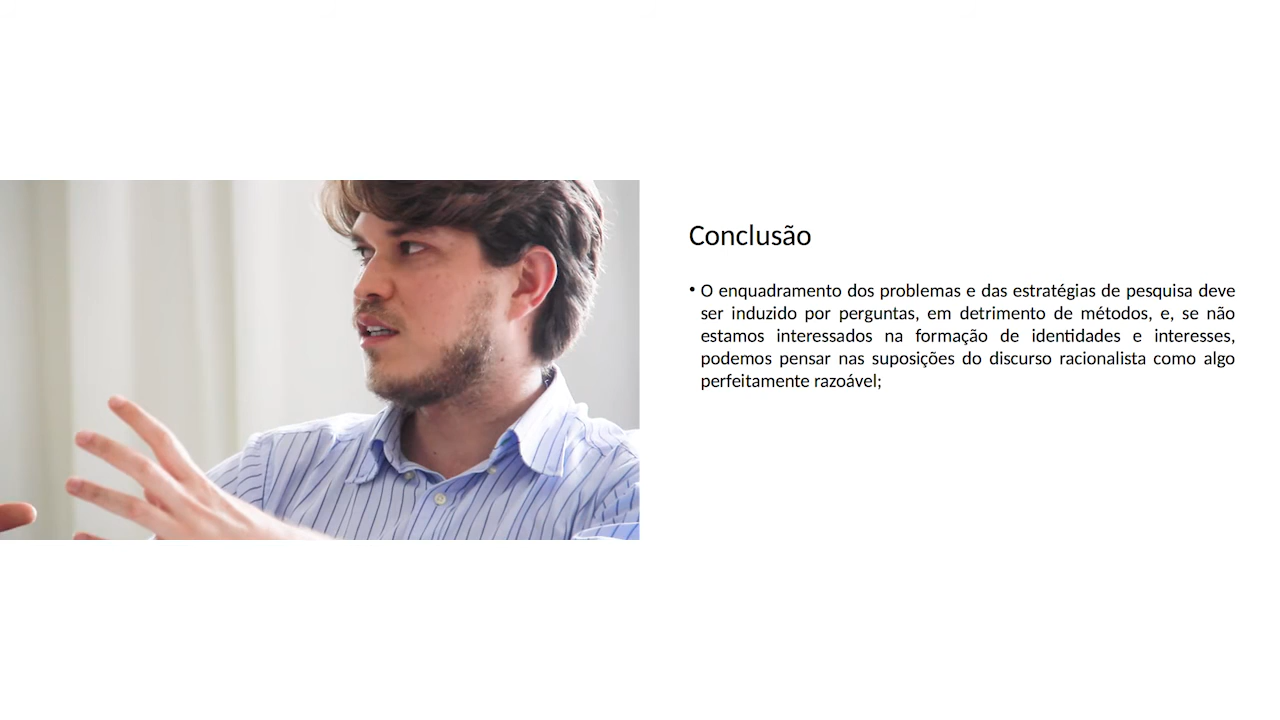 Conclusão
• O enquadramento dos problemas e das estratégias de pesquisa deve
ser induzido por perguntas, em detrimento de métodos, e, se não
estamos interessados na formação de identidades e interesses,
podemos pensar nas suposições do discurso racionalista como algo
perfeitamente razoável;